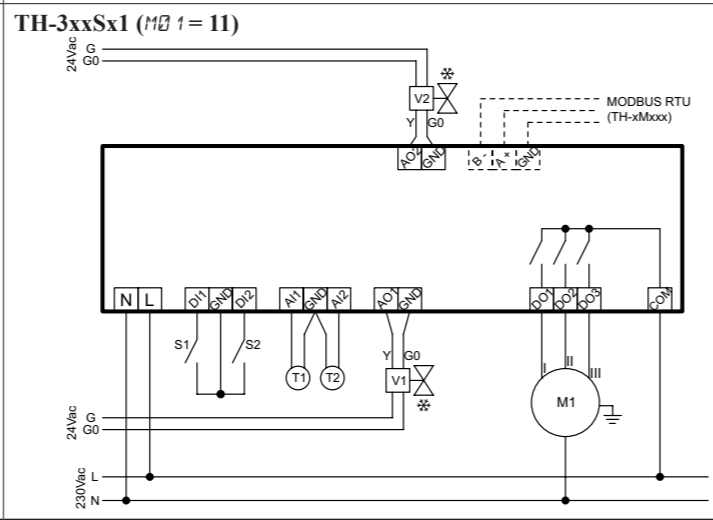 TH-3xxSx1 (M01 = 11)
24Vac
G
G0
V2
Y
G0
MODBUS RTU
(TH-xMxxx)
AO2
GND
B -
A +
GND
N
L
DI1
GND
DI2
AI1
GND
AI2
AO1
GND
DO1
DO2
DO3
COM
S1
S2
T1
T2
Y
G0
V1
I
II
III
M1
24Vac
G
G0
230Vac
L
N